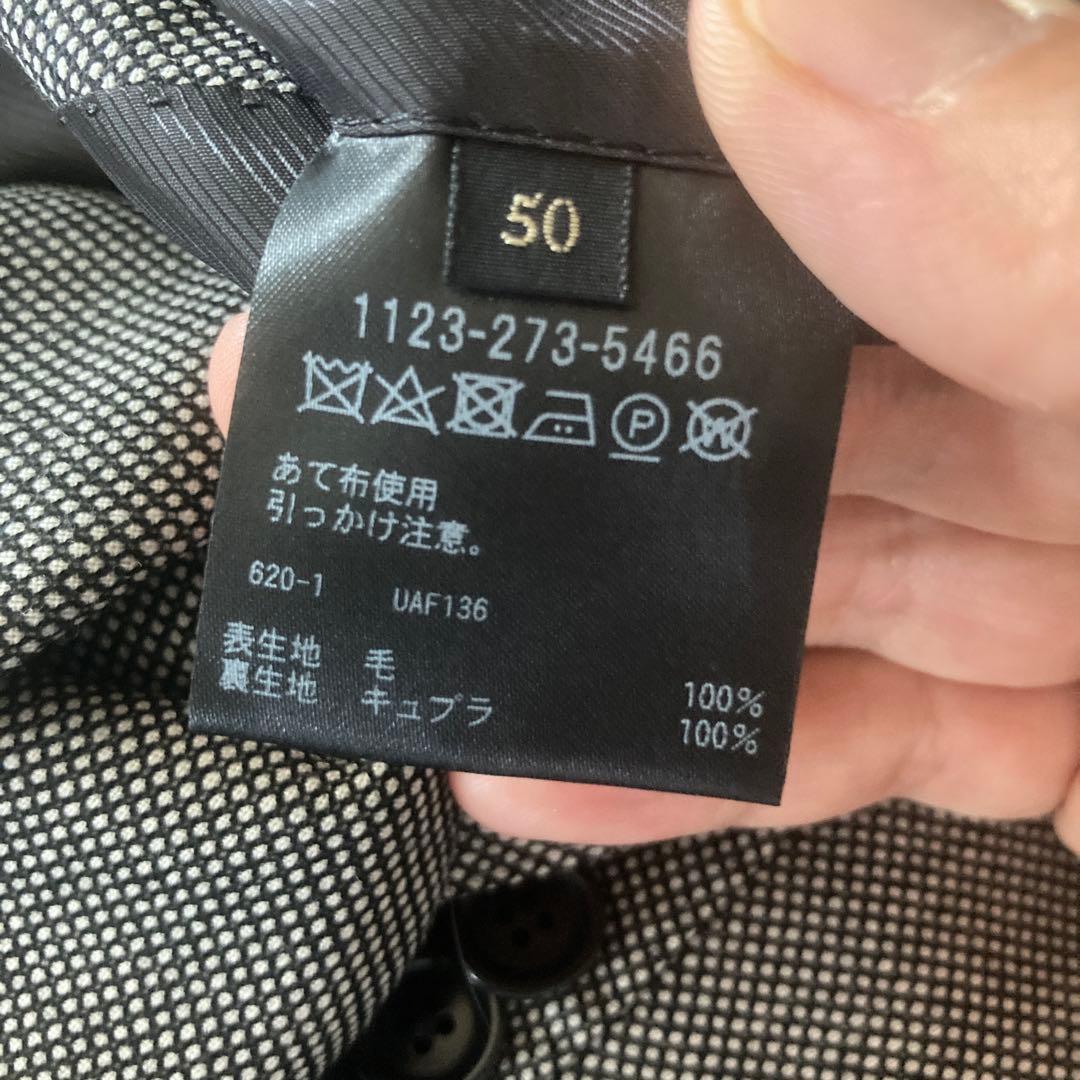 50
1123-273-5466
P W
あて布使用
引っかけ注意。
620-1 UAF136
表生地 毛 100%
裏生地 キュプラ 100%